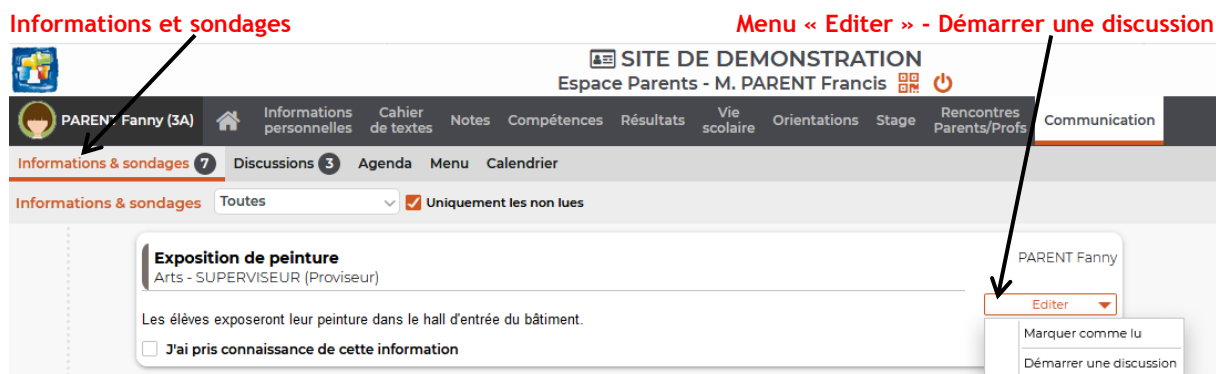 Informations et sondages
Menu « Editer » - Démarrer une discussion
SITE DE DEMONSTRATION
Espace Parents - M. PARENT Francis
PARENT Fanny (3A) Informations personnelles Cahier de textes Notes Compétences Résultats Vie scolaire Orientations Stage Rencontres Parents/Profs Communication
Informations & sondages 7 Discussions 3 Agenda Menu Calendrier
Informations & sondages Toutes Uniquement les non lues
Exposition de peinture PARENT Fanny
Arts - SUPERVISEUR (Proviseur)
Editer
Les élèves exposeront leur peinture dans le hall d'entrée du bâtiment.
Marquer comme lu
J'ai pris connaissance de cette information
Démarrer une discussion